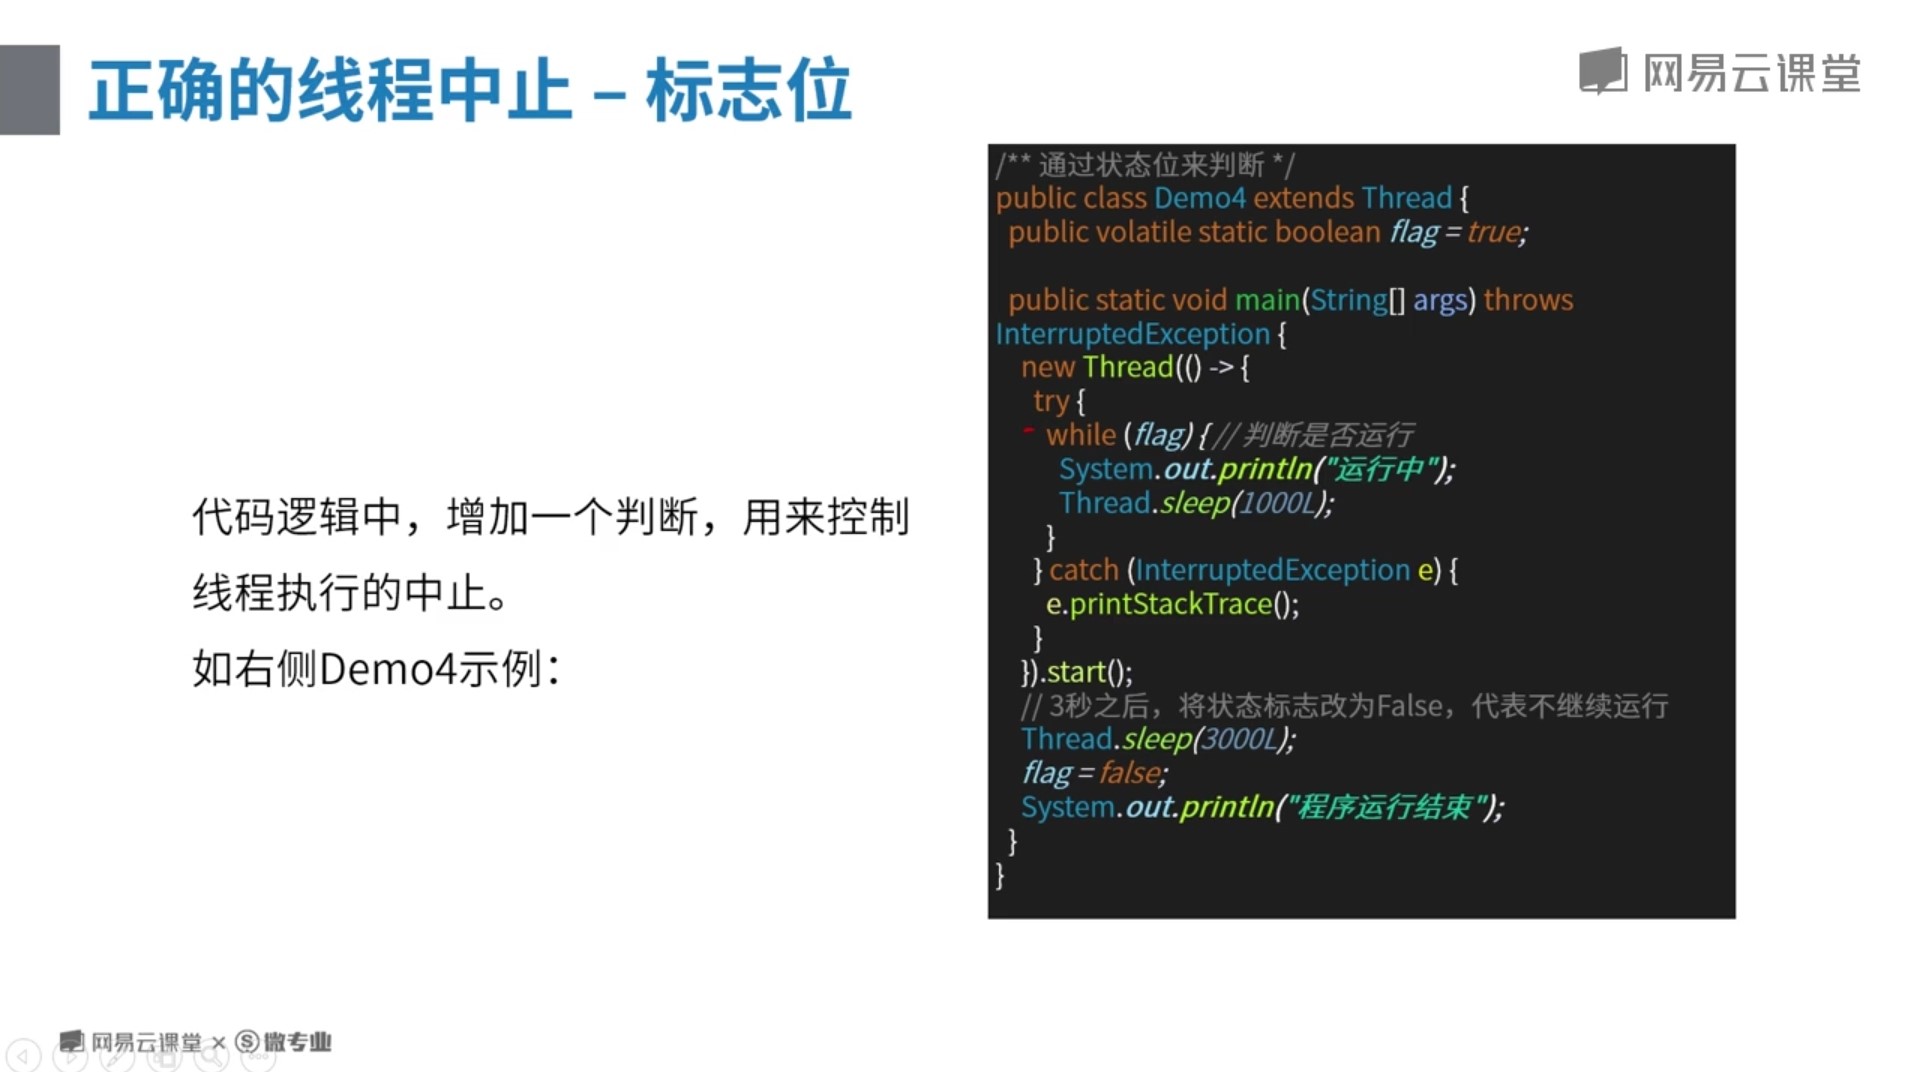 正确的线程中止 – 标志位
网易云课堂
代码逻辑中，增加一个判断，用来控制
线程执行的中止。
如右侧Demo4示例：
/** 通过状态位来判断 */
public class Demo4 extends Thread {
public volatile static boolean flag = true;
public static void main(String[] args) throws
InterruptedException {
new Thread(() -> {
try {
while (flag) { // 判断是否运行
System.out.println("运行中");
Thread.sleep(1000L);
}
} catch (InterruptedException e) {
e.printStackTrace();
}
}).start();
// 3秒之后，将状态标志改为False，代表不继续运行
Thread.sleep(3000L);
flag = false;
System.out.println("程序运行结束");
}
}
网易云课堂 × Ⓢ微专业